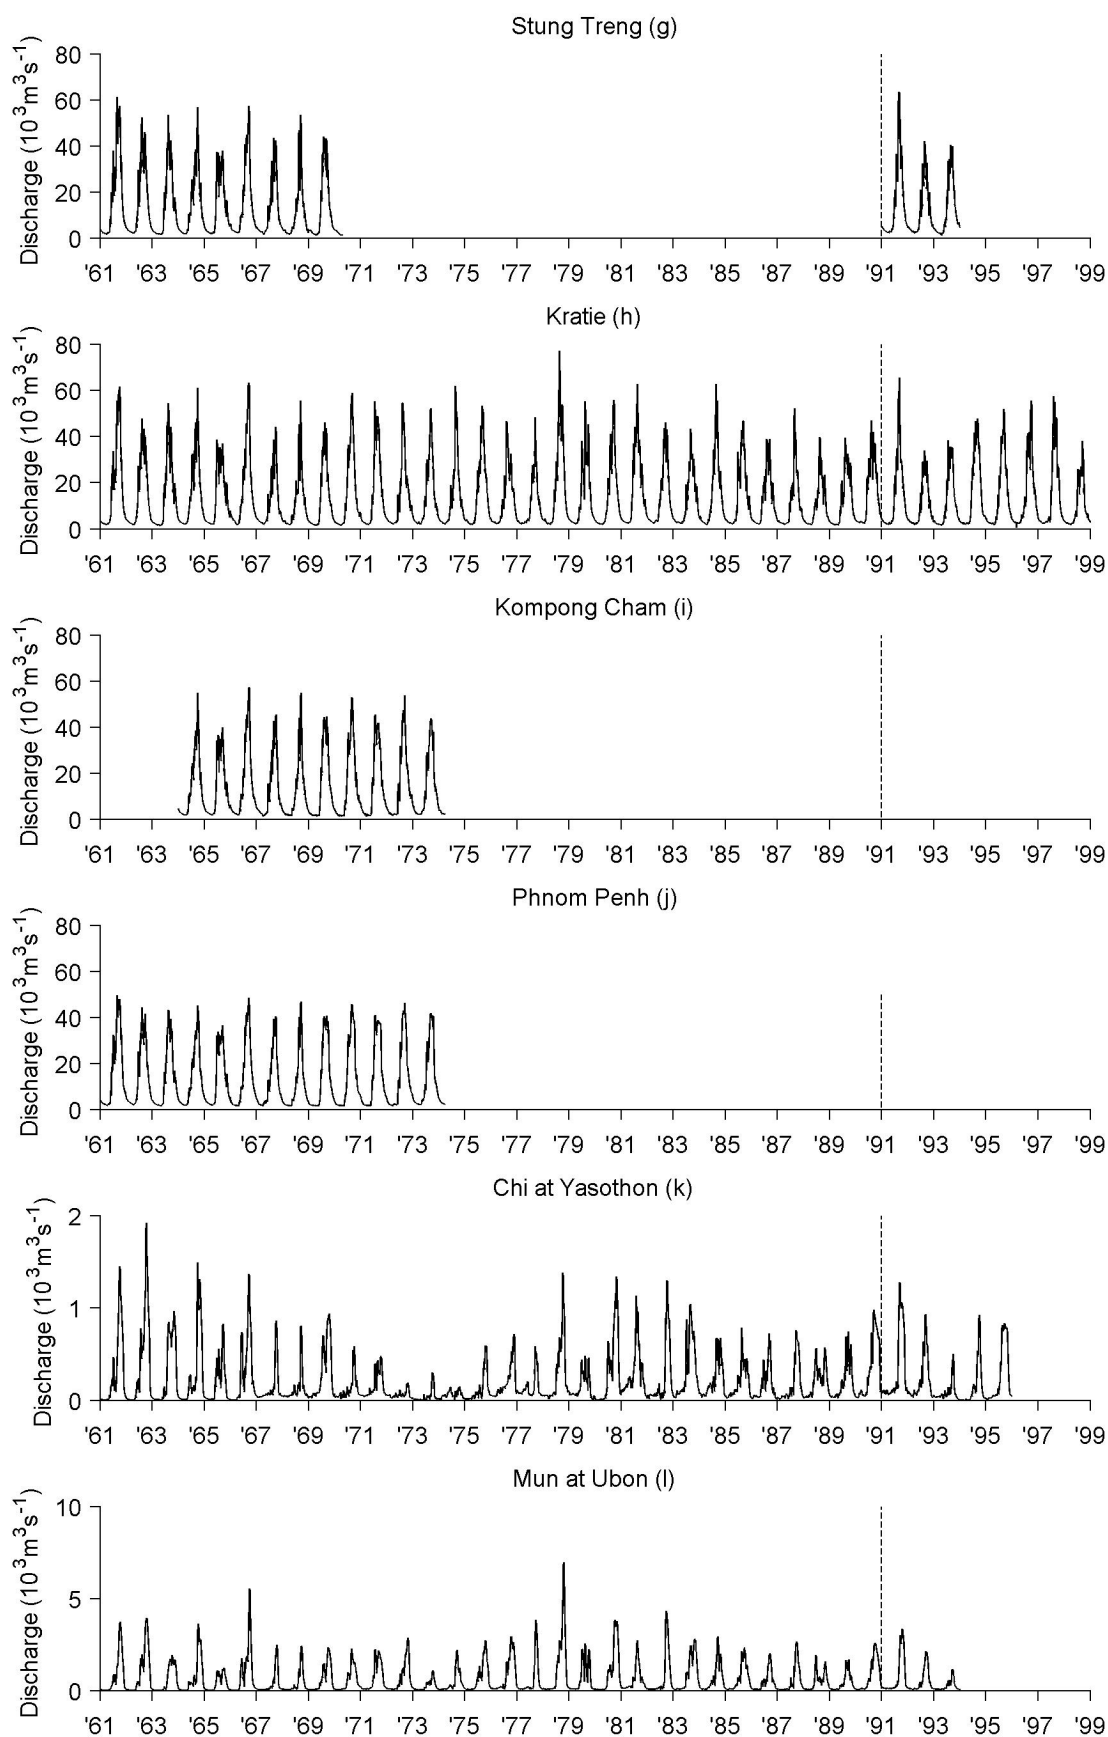 Stung Treng (g)
Discharge (10³m³s⁻¹)
80
60
40
20
0
'61 '63 '65 '67 '69 '71 '73 '75 '77 '79 '81 '83 '85 '87 '89 '91 '93 '95 '97 '99
Kratie (h)
Discharge (10³m³s⁻¹)
80
60
40
20
0
'61 '63 '65 '67 '69 '71 '73 '75 '77 '79 '81 '83 '85 '87 '89 '91 '93 '95 '97 '99
Kompong Cham (i)
Discharge (10³m³s⁻¹)
80
60
40
20
0
'61 '63 '65 '67 '69 '71 '73 '75 '77 '79 '81 '83 '85 '87 '89 '91 '93 '95 '97 '99
Phnom Penh (j)
Discharge (10³m³s⁻¹)
80
60
40
20
0
'61 '63 '65 '67 '69 '71 '73 '75 '77 '79 '81 '83 '85 '87 '89 '91 '93 '95 '97 '99
Chi at Yasothon (k)
Discharge (10³m³s⁻¹)
2
1
0
'61 '63 '65 '67 '69 '71 '73 '75 '77 '79 '81 '83 '85 '87 '89 '91 '93 '95 '97 '99
Mun at Ubon (l)
Discharge (10³m³s⁻¹)
10
5
0
'61 '63 '65 '67 '69 '71 '73 '75 '77 '79 '81 '83 '85 '87 '89 '91 '93 '95 '97 '99